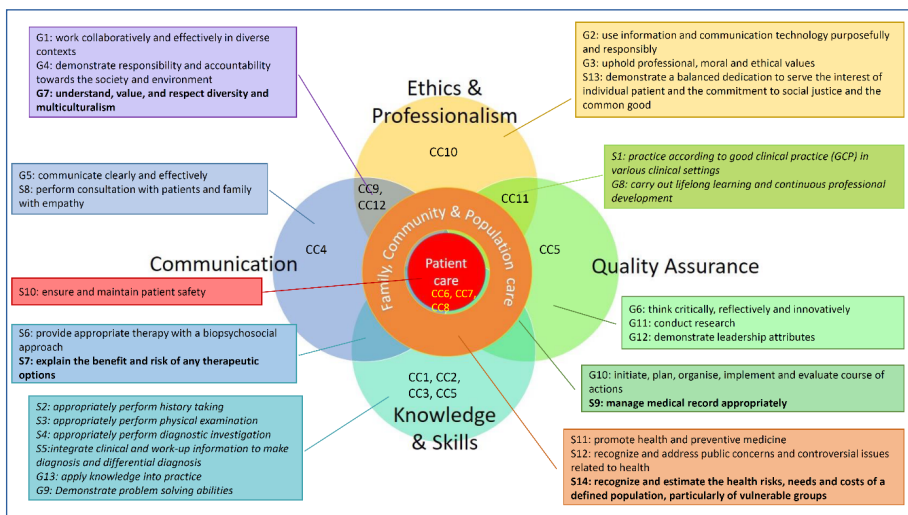 G1: work collaboratively and effectively in diverse
contexts
G4: demonstrate responsibility and accountability
towards the society and environment
G7: understand, value, and respect diversity and
multiculturalism
G2: use information and communication technology purposefully
and responsibly
G3: uphold professional, moral and ethical values
S13: demonstrate a balanced dedication to serve the interest of
individual patient and the commitment to social justice and the
common good
Ethics &
Professionalism
CC10
G5: communicate clearly and effectively
S8: perform consultation with patients and family
with empathy
S1: practice according to good clinical practice (GCP) in
various clinical settings
G8: carry out lifelong learning and continuous professional
development
CC9,
CC12
CC11
Family, Community & Population care
CC4
CC5
Communication
Patient
care
CC6, CC7,
CC8
Quality Assurance
S10: ensure and maintain patient safety
G6: think critically, reflectively and innovatively
G11: conduct research
G12: demonstrate leadership attributes
S6: provide appropriate therapy with a biopsychosocial
approach
S7: explain the benefit and risk of any therapeutic
options
G10: initiate, plan, organise, implement and evaluate course of
actions
S9: manage medical record appropriately
CC1, CC2,
CC3, CC5
Knowledge
& Skills
S2: appropriately perform history taking
S3: appropriately perform physical examination
S4: appropriately perform diagnostic investigation
S5:integrate clinical and work-up information to make
diagnosis and differential diagnosis
G13: apply knowledge into practice
G9: Demonstrate problem solving abilities
S11: promote health and preventive medicine
S12: recognize and address public concerns and controversial issues
related to health
S14: recognize and estimate the health risks, needs and costs of a
defined population, particularly of vulnerable groups